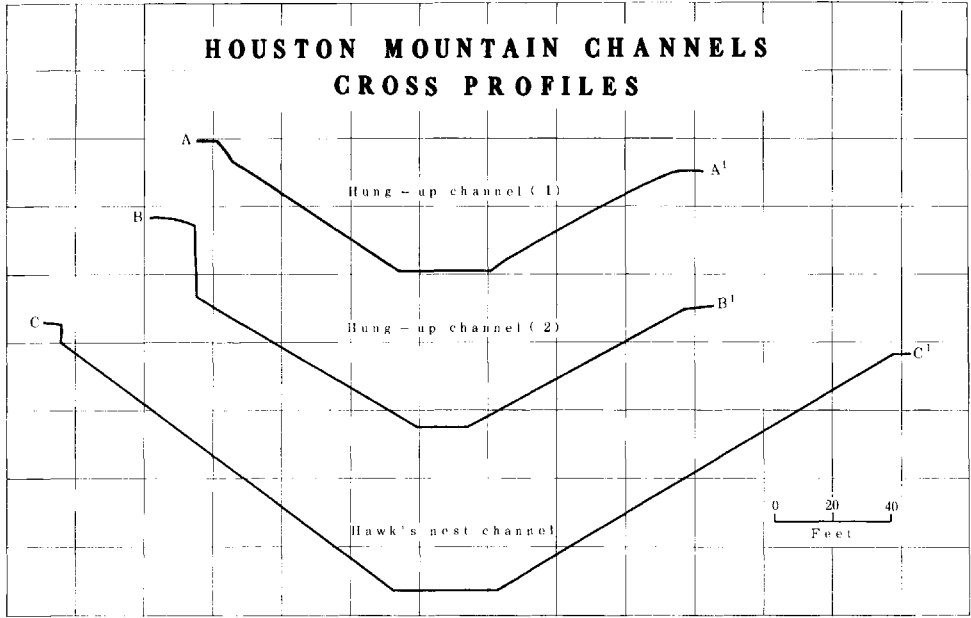 HOUSTON MOUNTAIN CHANNELS
CROSS PROFILES
A
Hung-up channel (1)
A¹
B
Hung-up channel (2)
B¹
C
C¹
Hawk's nest channel
0 20 40
Feet